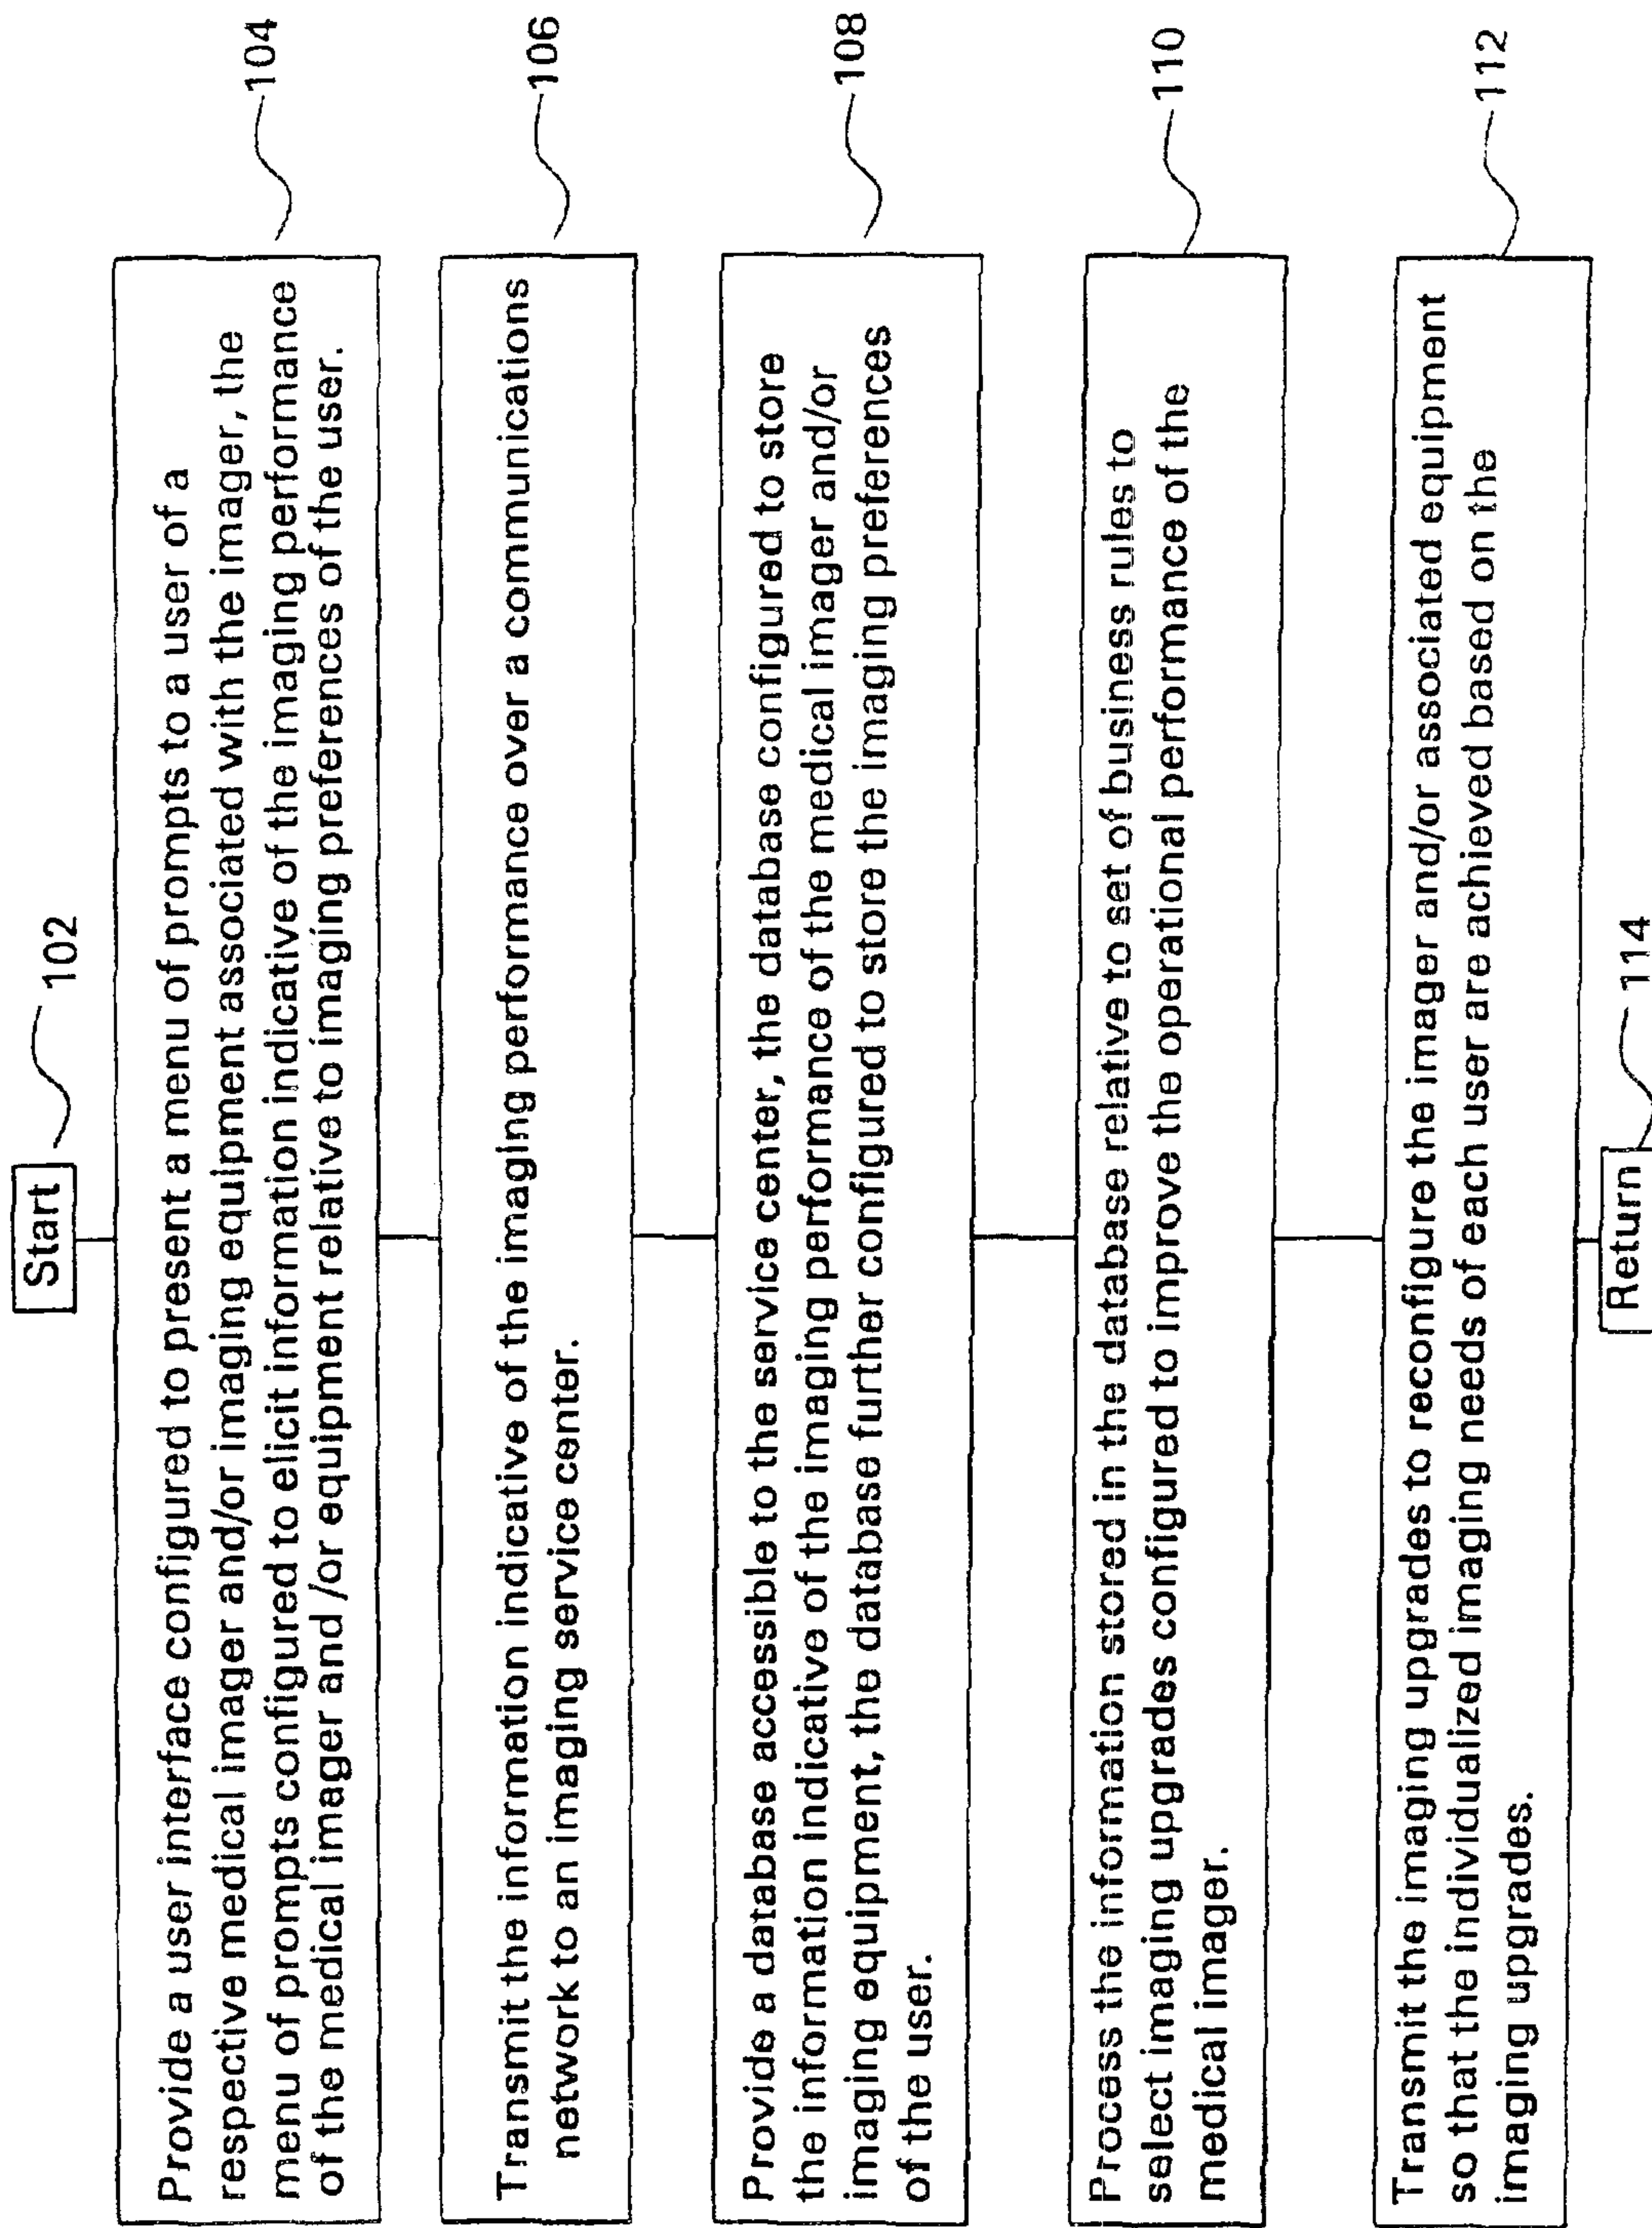 Start
102
Provide a user interface configured to present a menu of prompts to a user of a
respective medical imager and/or imaging equipment associated with the imager, the
menu of prompts configured to elicit information indicative of the imaging performance
of the medical imager and /or equipment relative to imaging preferences of the user.
104
Transmit the information indicative of the imaging performance over a communications
network to an imaging service center.
106
Provide a database accessible to the service center, the database configured to store
the information indicative of the imaging performance of the medical imager and/or
imaging equipment, the database further configured to store the imaging preferences
of the user.
108
Process the information stored in the database relative to set of business rules to
select imaging upgrades configured to improve the operational performance of the
medical imager.
110
Transmit the imaging upgrades to reconfigure the imager and/or associated equipment
so that the individualized imaging needs of each user are achieved based on the
imaging upgrades.
112
Return
114